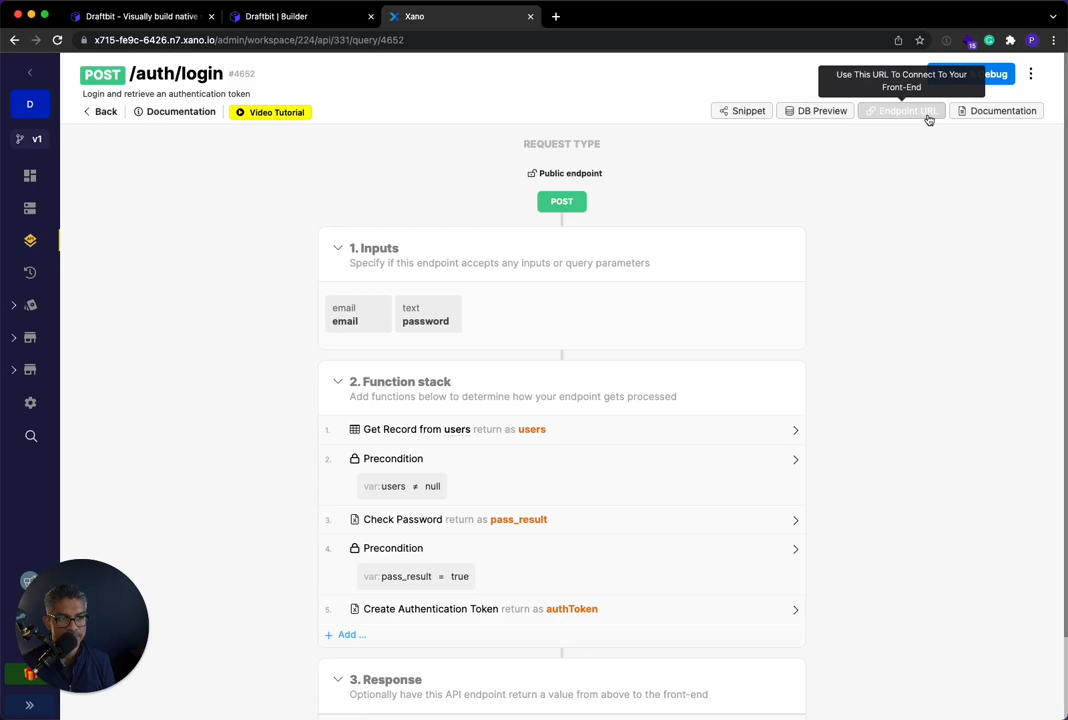 Draftbit - Visually build native
Draftbit | Builder
Xano
x715-fe9c-6426.n7.xano.io/admin/workspace/224/api/331/query/4652
15
P
D
v1
POST /auth/login #4652
Login and retrieve an authentication token
Back
Documentation
Video Tutorial
Use This URL To Connect To Your
Front-End
Debug
Snippet
DB Preview
Endpoint URL
Documentation
REQUEST TYPE
Public endpoint
POST
1. Inputs
Specify if this endpoint accepts any inputs or query parameters
email
email
text
password
2. Function stack
Add functions below to determine how your endpoint gets processed
1. Get Record from users return as users
2. Precondition
var:users ≠ null
3. Check Password return as pass_result
4. Precondition
var:pass_result = true
5. Create Authentication Token return as authToken
+ Add ...
3. Response
Optionally have this API endpoint return a value from above to the front-end